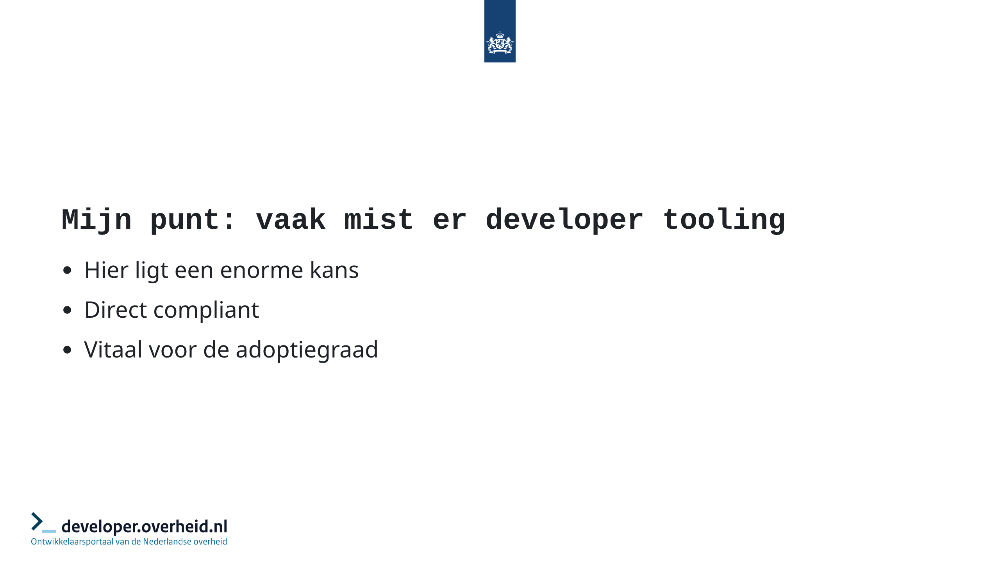 Mijn punt: vaak mist er developer tooling
• Hier ligt een enorme kans
• Direct compliant
• Vitaal voor de adoptiegraad
>_ developer.overheid.nl
Ontwikkelaarsportaal van de Nederlandse overheid